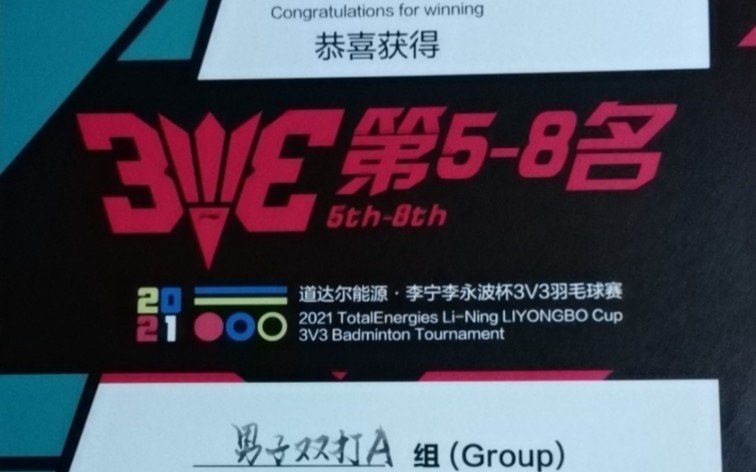 Congratulations for winning
恭喜获得
3V3 第5-8名
5th-8th
2021
道达尔能源·李宁李永波杯3V3羽毛球赛
2021 TotalEnergies Li-Ning LIYONGBO Cup
3V3 Badminton Tournament
男子双打A 组 (Group)